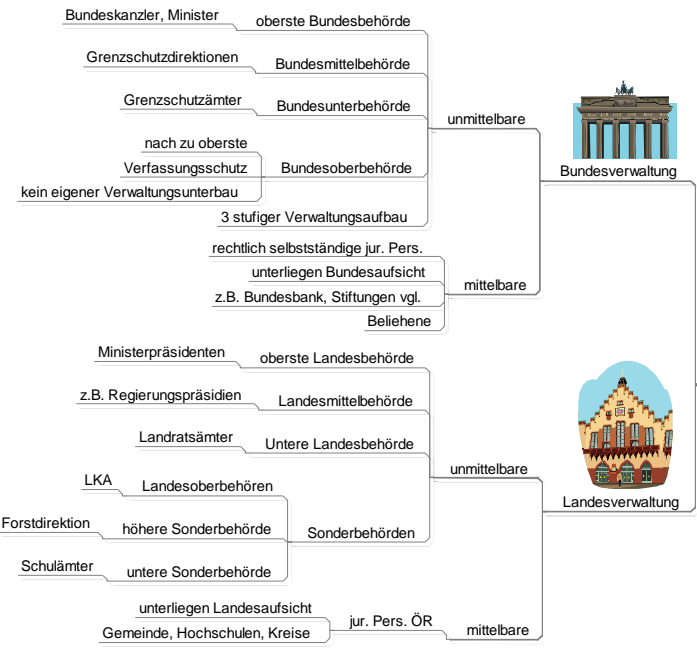 Bundeskanzler, Minister
oberste Bundesbehörde
Grenzschutzdirektionen
Bundesmittelbehörde
Grenzschutzämter
Bundesunterbehörde
unmittelbare
nach zu oberste
Verfassungsschutz
Bundesoberbehörde
Bundesverwaltung
kein eigener Verwaltungsunterbau
3 stufiger Verwaltungsaufbau
rechtlich selbstständige jur. Pers.
unterliegen Bundesaufsicht
mittelbare
z.B. Bundesbank, Stiftungen vgl.
Beliehene
Ministerpräsidenten
oberste Landesbehörde
z.B. Regierungspräsidien
Landesmittelbehörde
Landratsämter
Untere Landesbehörde
unmittelbare
LKA
Landesoberbehören
Landesverwaltung
Forstdirektion
höhere Sonderbehörde
Sonderbehörden
Schulämter
untere Sonderbehörde
unterliegen Landesaufsicht
jur. Pers. ÖR
mittelbare
Gemeinde, Hochschulen, Kreise